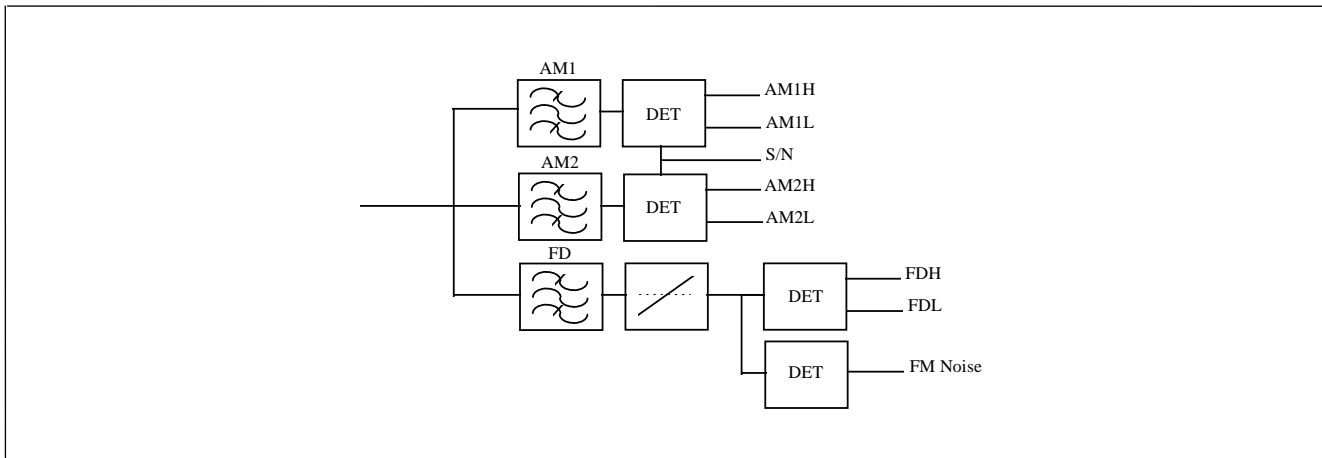 AM1
AM1H
DET
AM1L
S/N
AM2
AM2H
DET
AM2L
FD
FDH
DET
FDL
DET
FM Noise